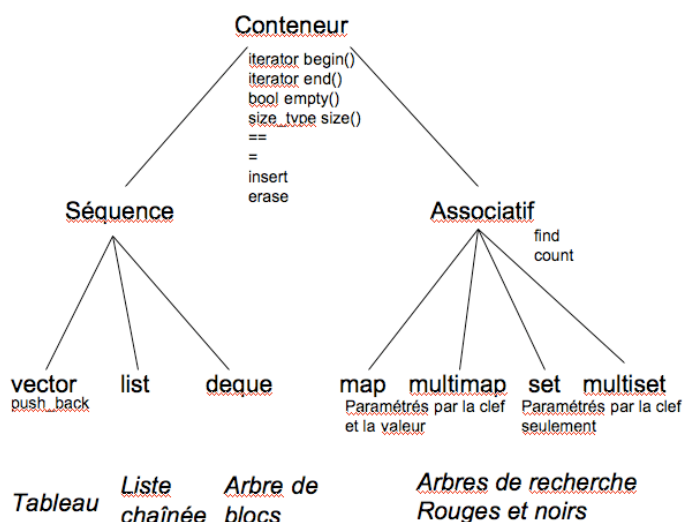 Conteneur
iterator begin()
iterator end()
bool empty()
size_type size()
==
=
insert
erase
Séquence
Associatif
find
count
vector
push_back
list
deque
map
multimap
Paramétrés par la clef
et la valeur
set
multiset
Paramétrés par la clef
seulement
Tableau
Liste
chaînée
Arbre de
blocs
Arbres de recherche
Rouges et noirs